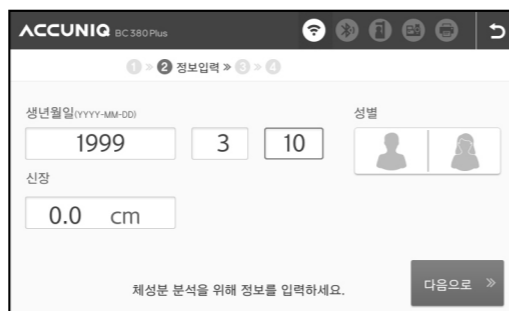 ACCUNIQ BC380Plus
1 » 2 정보입력 » 3 » 4
생년월일(YYYY-MM-DD)
성별
1999 3 10
신장
0.0 cm
체성분 분석을 위해 정보를 입력하세요.
다음으로 »